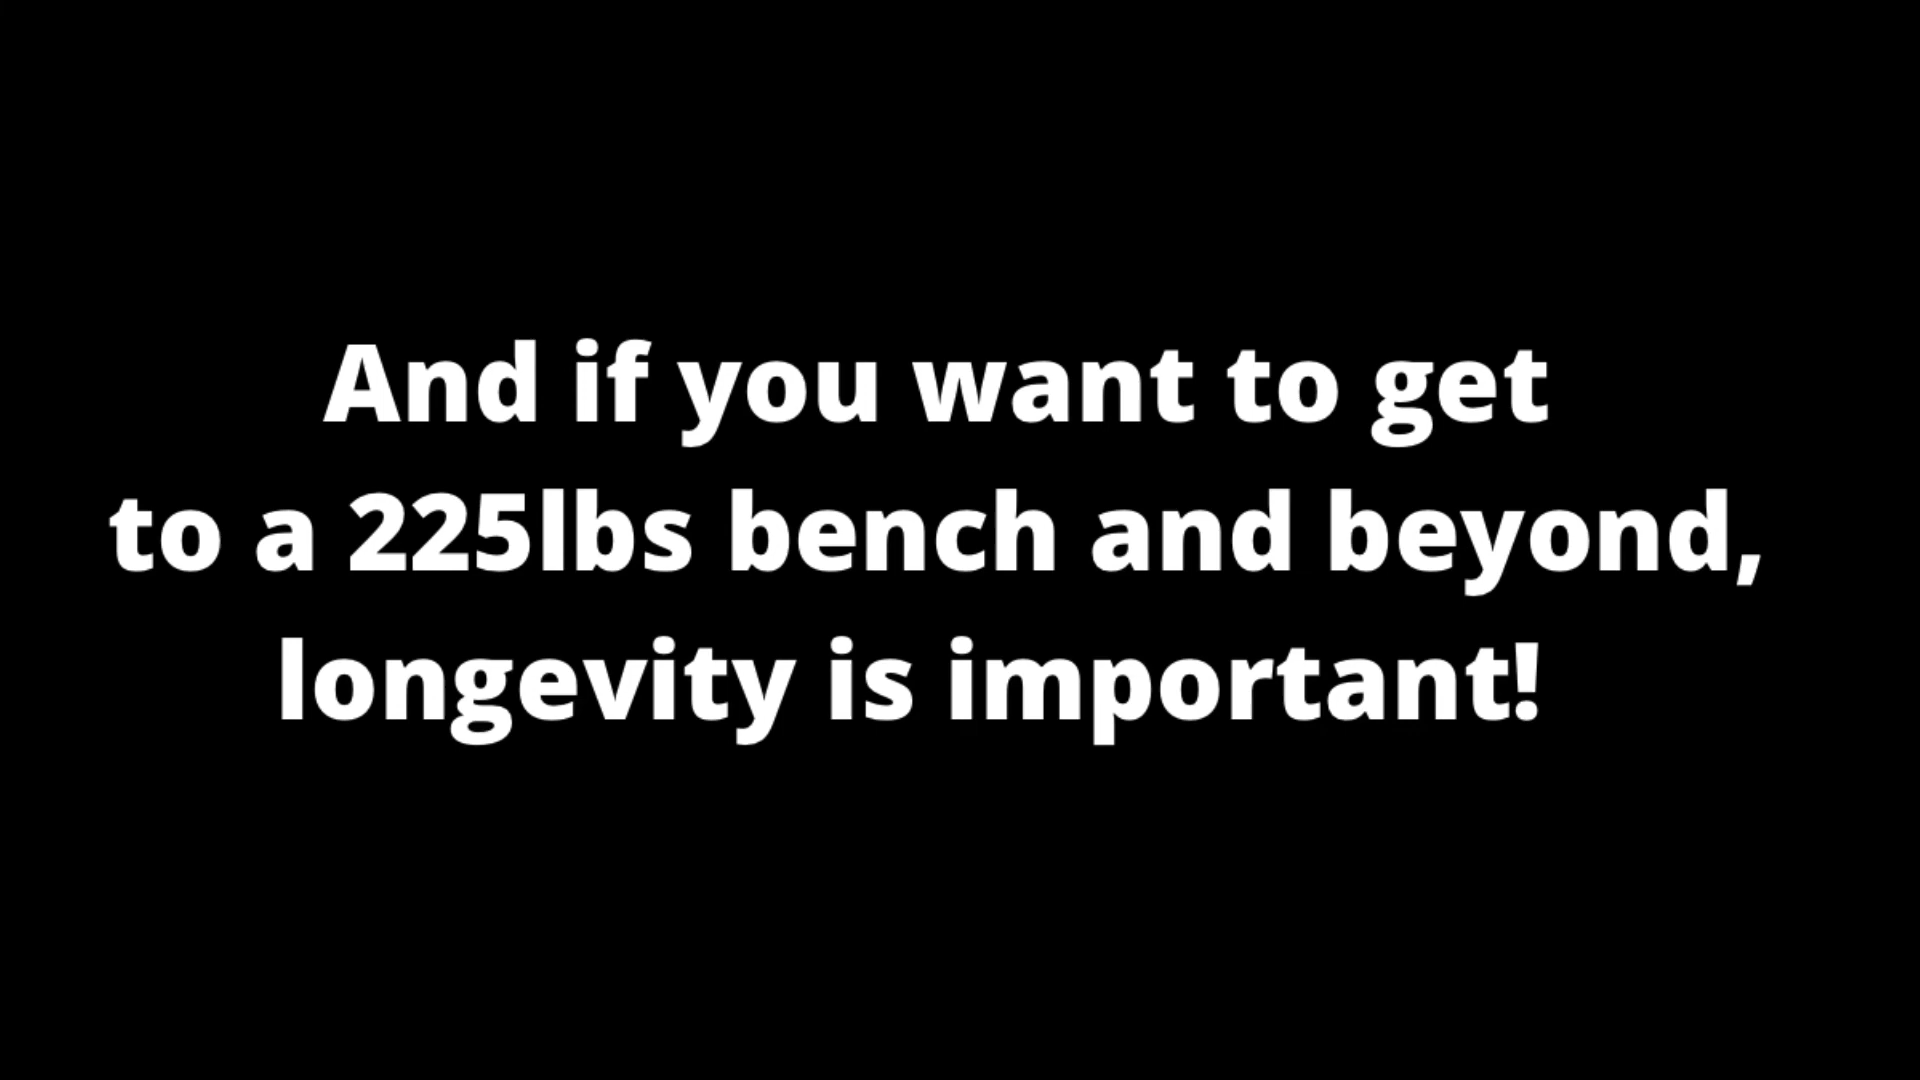 And if you want to get
to a 225lbs bench and beyond,
longevity is important!